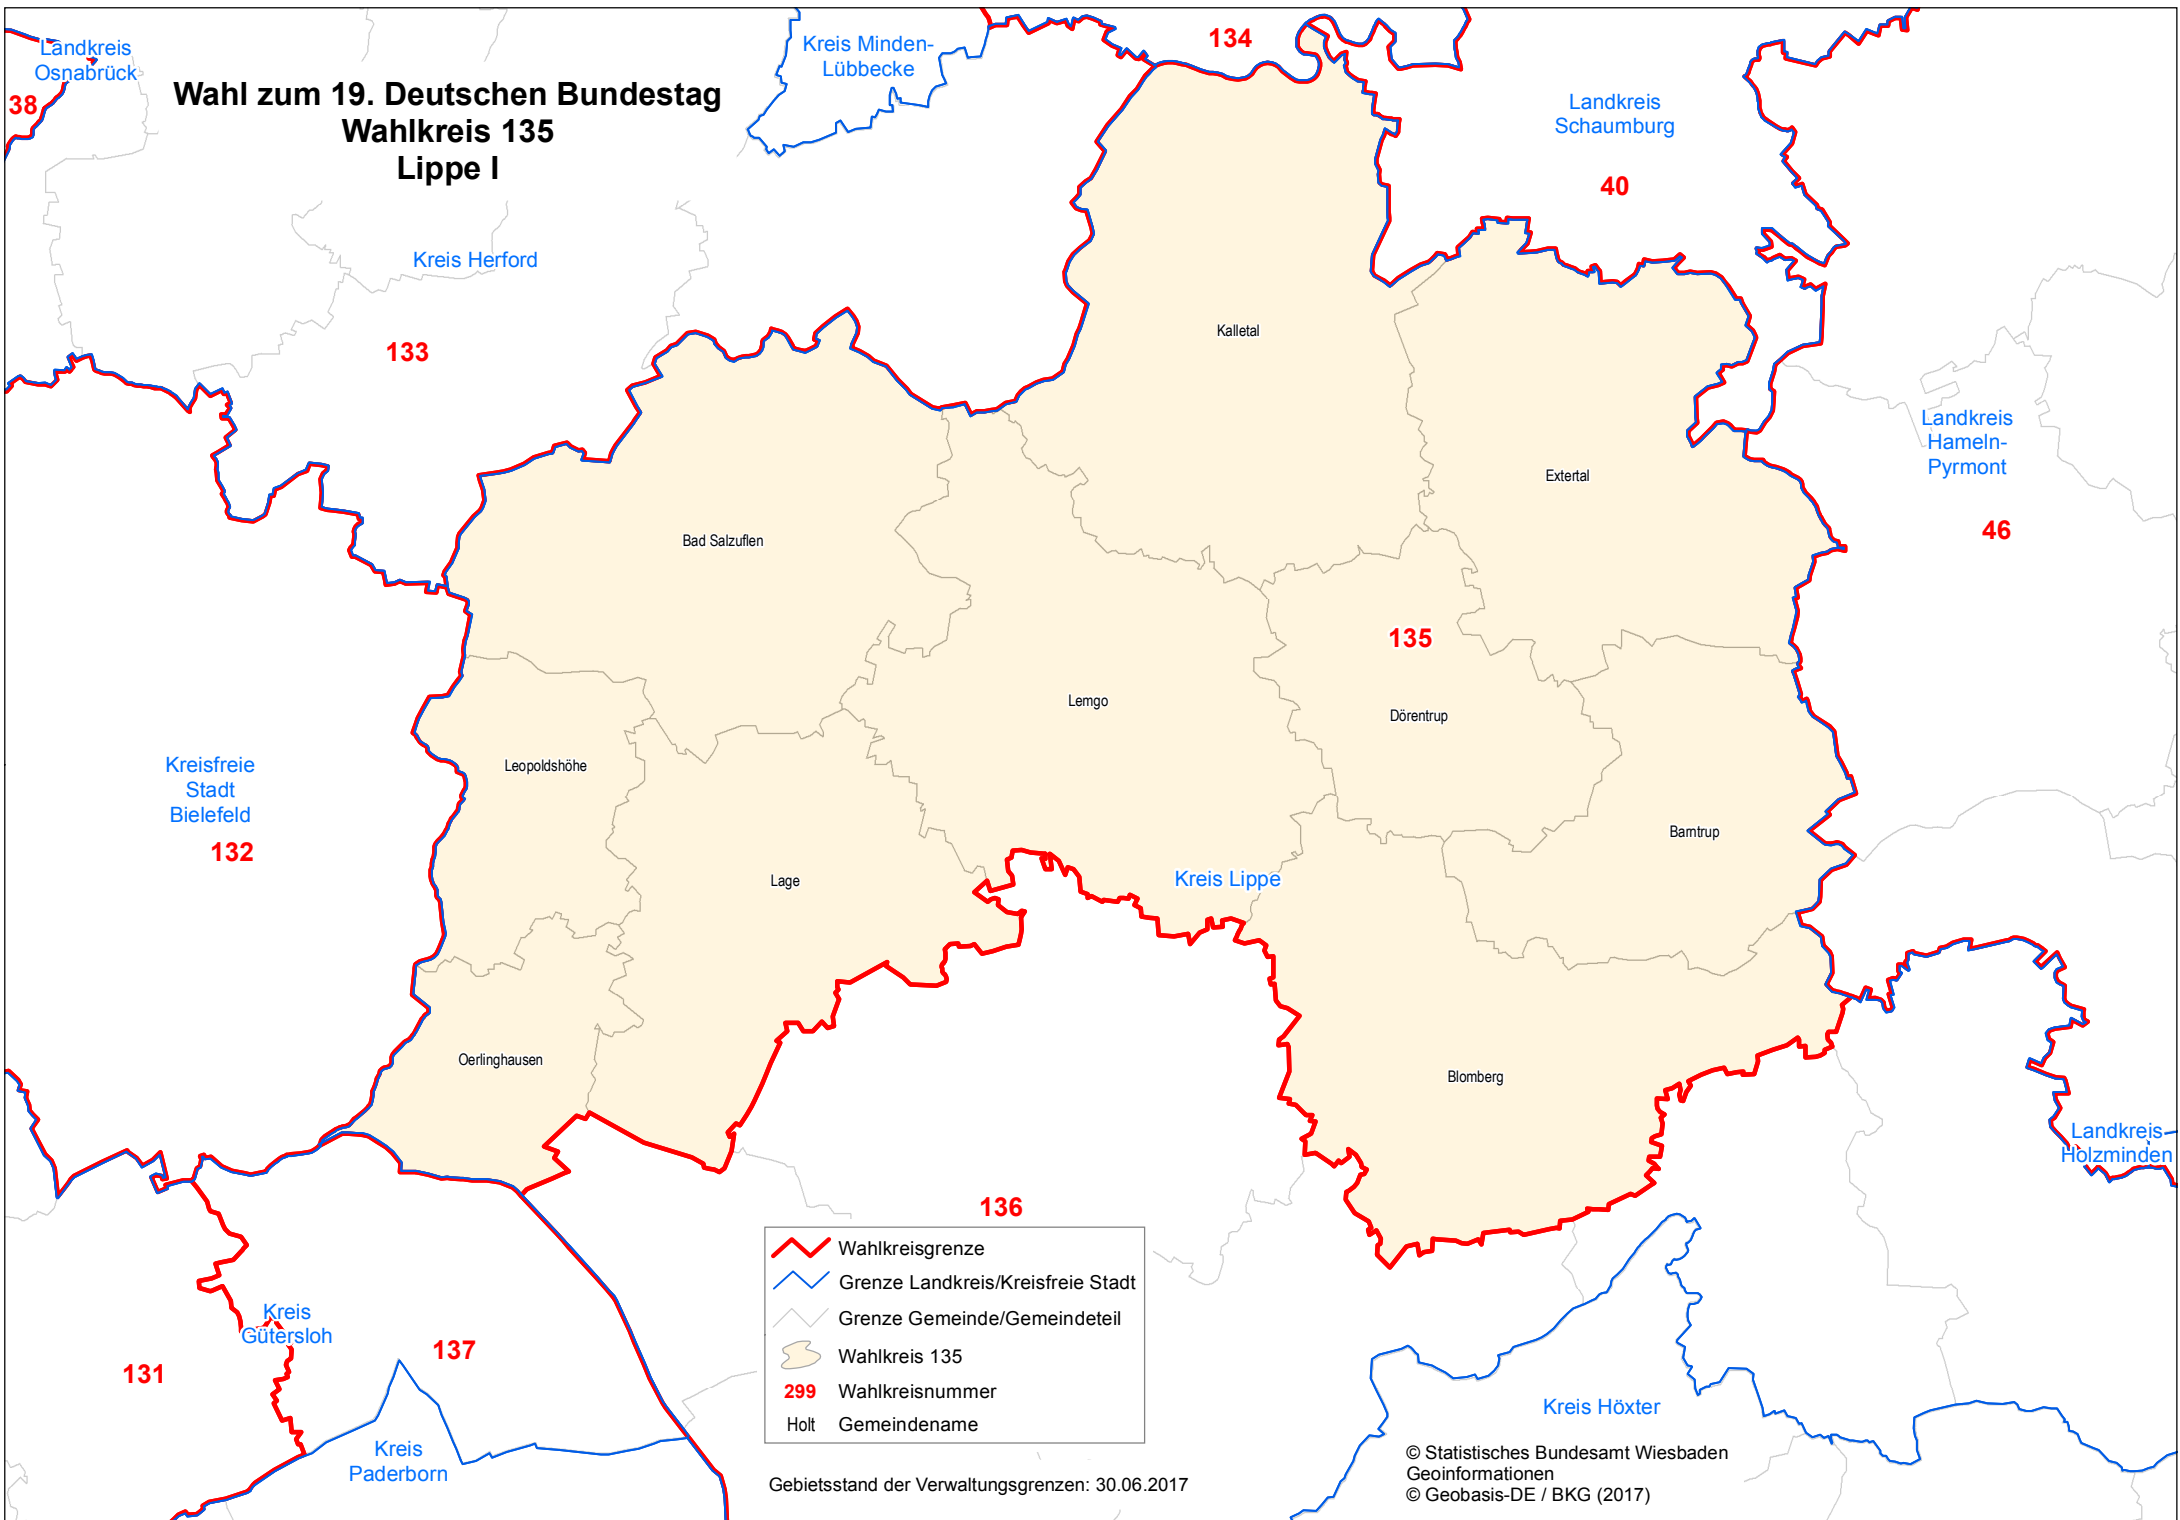 Wahl zum 19. Deutschen Bundestag
Wahlkreis 135
Lippe I
Landkreis
Osnabrück
38
Kreis Minden-
Lübbecke
134
Landkreis
Schaumburg
40
Kreis Herford
133
Kalletal
Landkreis
Hameln-
Pyrmont
46
Extertal
Bad Salzuflen
135
Lemgo
Dörentrup
Leopoldshöhe
Kreisfreie
Stadt
Bielefeld
132
Barntrup
Lage
Kreis Lippe
Oerlinghausen
Blomberg
Landkreis
Holzminden
136
Kreis
Gütersloh
137
131
Kreis
Paderborn
Kreis Höxter
Wahlkreisgrenze
Grenze Landkreis/Kreisfreie Stadt
Grenze Gemeinde/Gemeindeteil
Wahlkreis 135
299 Wahlkreisnummer
Holt Gemeindename
Gebietsstand der Verwaltungsgrenzen: 30.06.2017
© Statistisches Bundesamt Wiesbaden
Geoinformationen
© Geobasis-DE / BKG (2017)